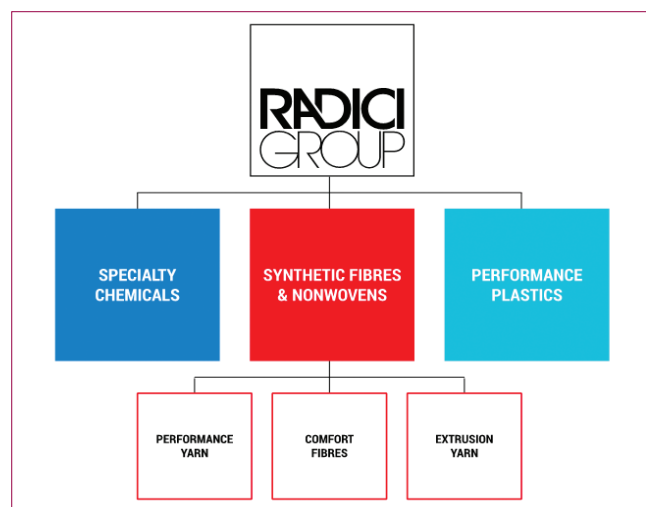 RADICI
GROUP
SPECIALTY
CHEMICALS
SYNTHETIC FIBRES
& NONWOVENS
PERFORMANCE
PLASTICS
PERFORMANCE
YARN
COMFORT
FIBRES
EXTRUSION
YARN